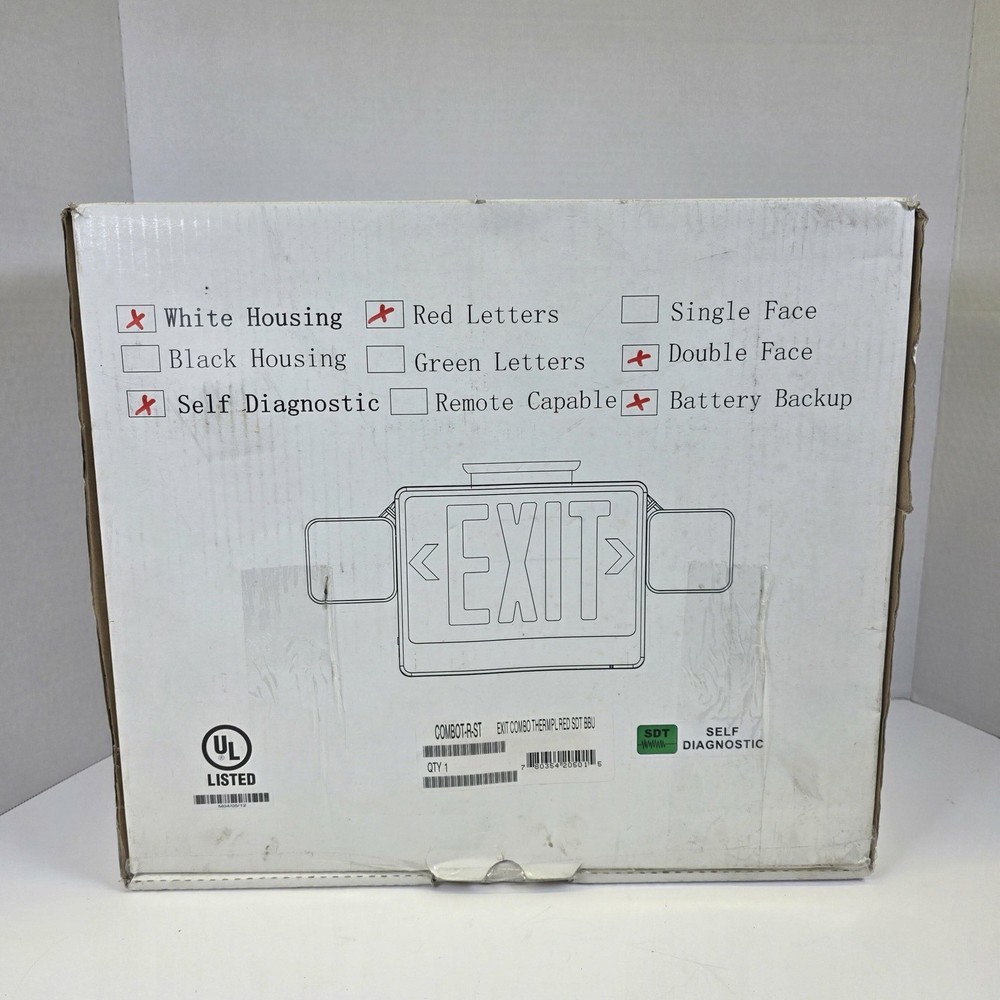 White Housing Red Letters Single Face
Black Housing Green Letters Double Face
Self Diagnostic Remote Capable Battery Backup
EXIT
UL
LISTED
COMBOT-R-ST EXIT COMBO THERMPL RED SDT BBU
QTY 1
SDT SELF
DIAGNOSTIC